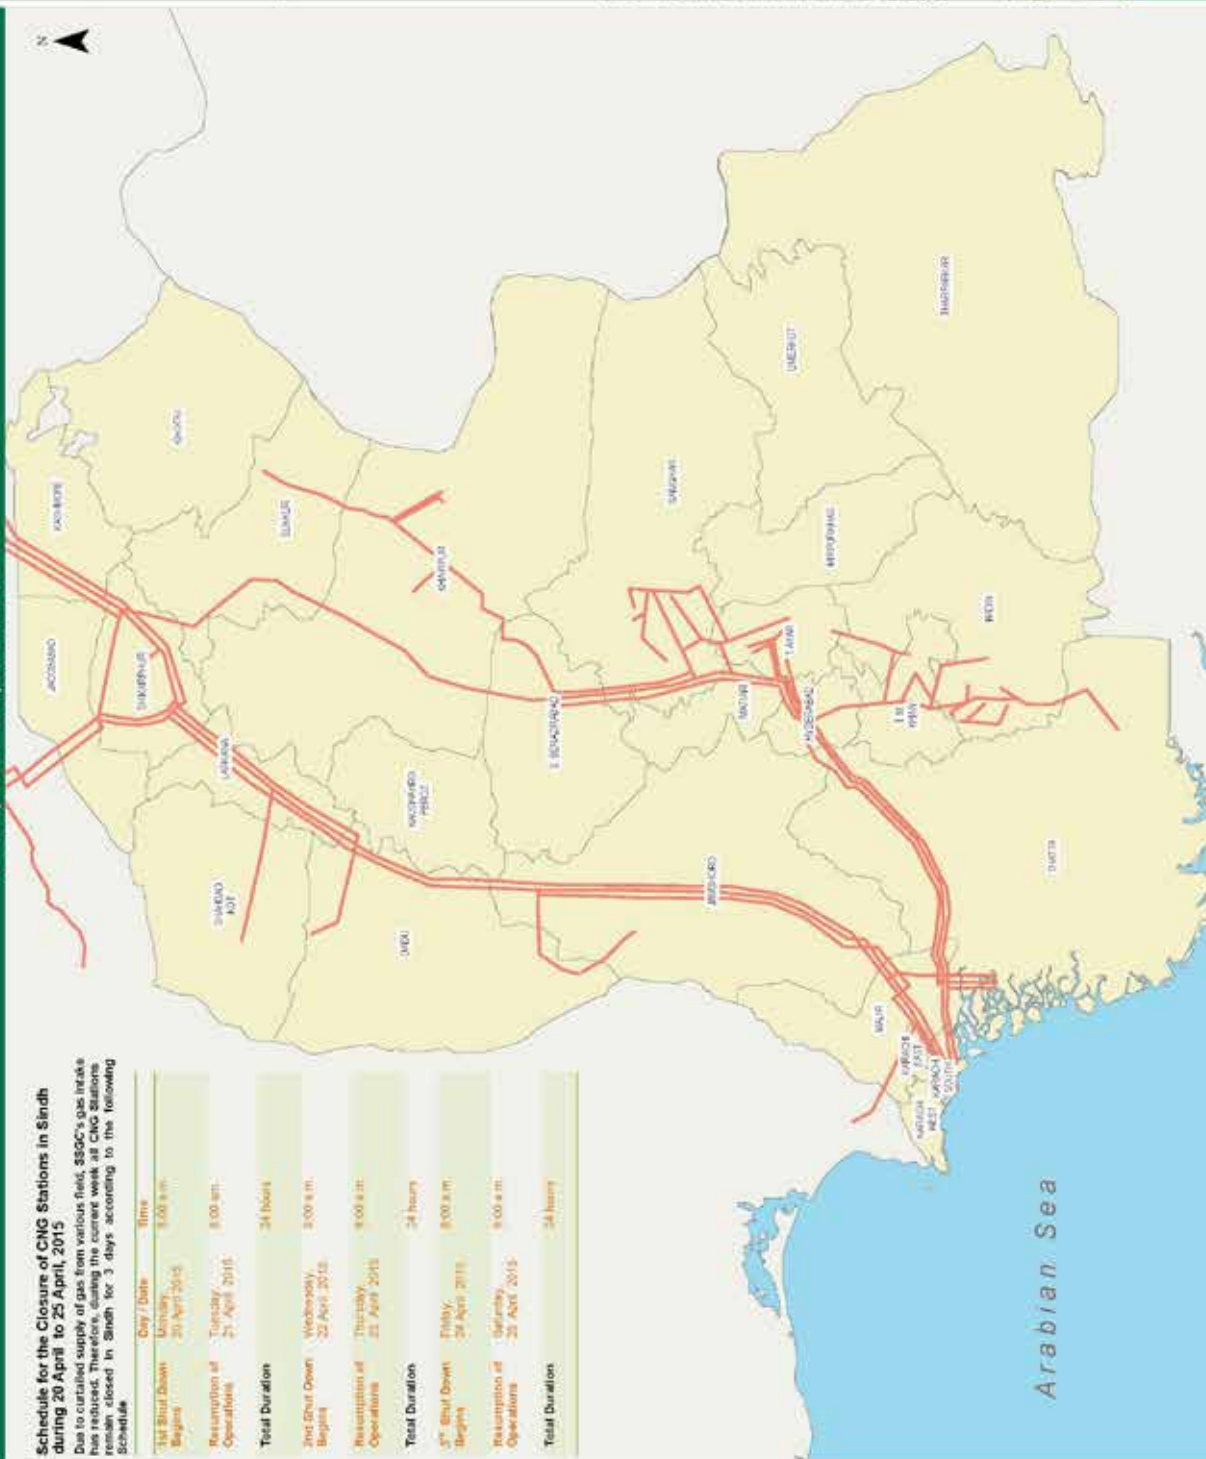 Schedule for the Closure of CNG Stations in Sindh
during 20 April to 25 April, 2015
Due to curtailed supply of gas from various field, SSGC's gas intake
has reduced. Therefore, during the current week all CNG Stations
remain closed in Sindh for 3 days according to the following
Schedule
Day / Date Time
1st Shut Down Monday, 8:00 a.m.
Begins 20 April 2015
Resumption of Tuesday, 8:00 am.
Operations 21 April 2015
Total Duration 24 hours
2nd Shut Down Wednesday, 8:00 a.m.
Begins 22 April 2015
Resumption of Thursday, 8:00 a.m.
Operations 23 April 2015
Total Duration 24 hours
3rd Shut Down Friday, 8:00 a.m.
Begins 24 April 2015
Resumption of Saturday, 8:00 a.m.
Operations 25 April 2015
Total Duration 24 hours
N
JACOBABAD
KASHMORE
SHIKARPHUR
GHOTKI
LARKANA
SUKKUR
SHAHDAD
KOT
DADU
NAUSHAHRO
FEROZ
KHAIRPUR
S. BENAZIRABAD
SANGHAR
JAMSHORO
MATIARI
T. AYAR
UMERKOT
HYDERABAD
MIRPURKHAS
T. M.
KHAN
BADIN
THARPARKAR
THATTA
MALIR
KARACHI
EAST
KARACHI
WEST
KARACHI
SOUTH
Arabian Sea